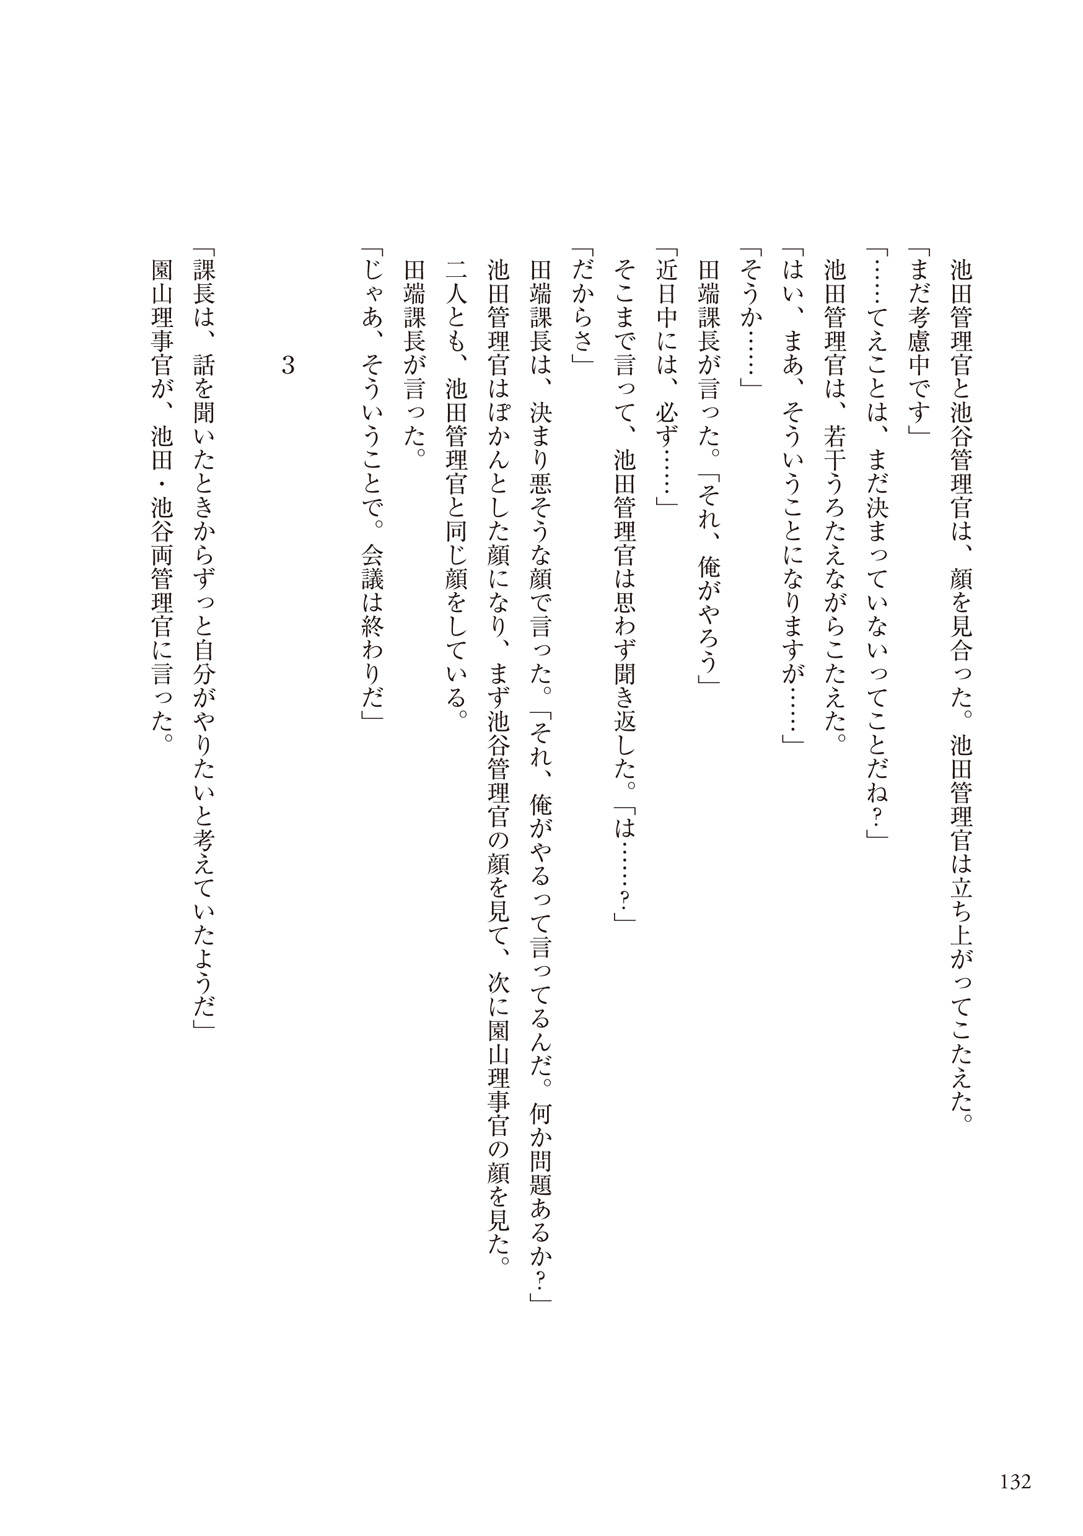 池田管理官と池谷管理官は、顔を見合った。池田管理官は立ち上がってこたえた。
「まだ考慮中です」
「……てえことは、まだ決まっていないってことだね？」
池田管理官は、若干うろたえながらこたえた。
「はい、まあ、そういうことになりますが……」
「そうか……」
田端課長が言った。「それ、俺がやろう」
「近日中には、必ず……」
そこまで言って、池田管理官は思わず聞き返した。「は……？」
「だからさ」
田端課長は、決まり悪そうな顔で言った。「それ、俺がやるって言ってるんだ。何か問題あるか？」
池田管理官はぽかんとした顔になり、まず池谷管理官の顔を見て、次に園山理事官の顔を見た。
二人とも、池田管理官と同じ顔をしている。
田端課長が言った。
「じゃあ、そういうことで。会議は終わりだ」
3
「課長は、話を聞いたときからずっと自分がやりたいと考えていたようだ」
園山理事官が、池田・池谷両管理官に言った。
132